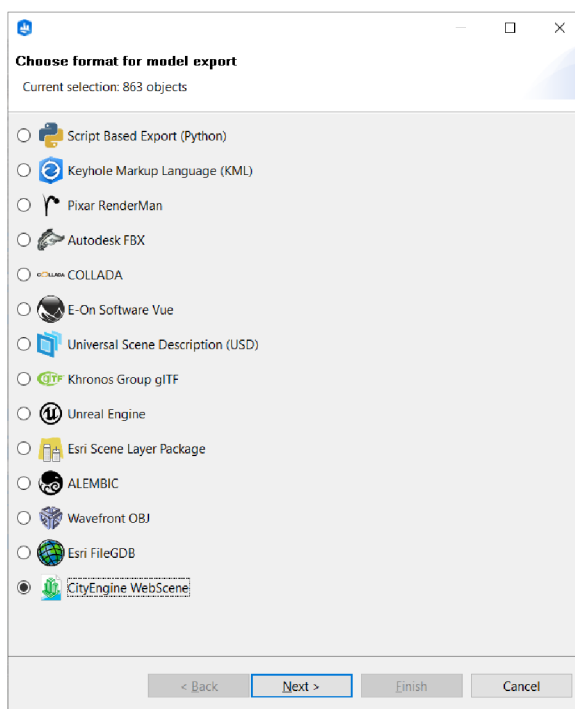 Choose format for model export
Current selection: 863 objects
Script Based Export (Python)
Keyhole Markup Language (KML)
Pixar RenderMan
Autodesk FBX
COLLADA COLLADA
E-On Software Vue
Universal Scene Description (USD)
glTF Khronos Group glTF
Unreal Engine
Esri Scene Layer Package
ALEMBIC
Wavefront OBJ
Esri FileGDB
CityEngine WebScene
< Back Next > Finish Cancel